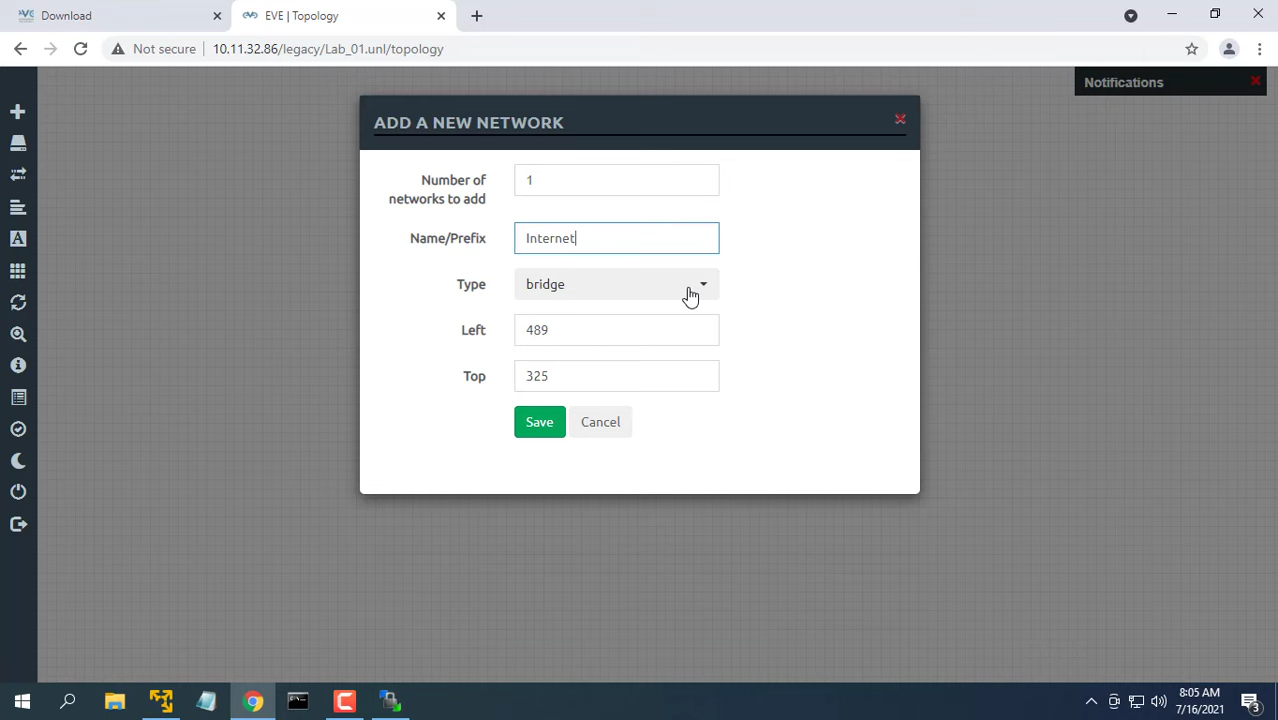 Download
EVE | Topology
Not secure
10.11.32.86/legacy/Lab_01.unl/topology
Notifications
ADD A NEW NETWORK
Number of
networks to add
1
Name/Prefix
Internet
Type
bridge
Left
489
Top
325
Save
Cancel
8:05 AM
7/16/2021
3